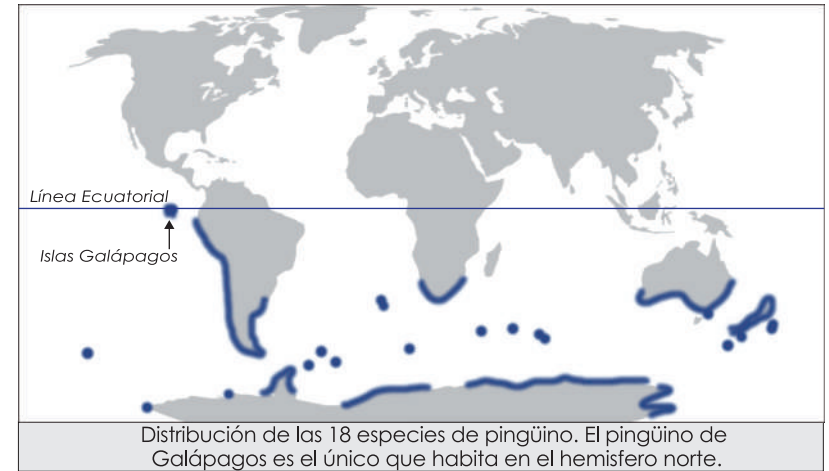 Línea Ecuatorial
Islas Galápagos
Distribución de las 18 especies de pingüino. El pingüino de
Galápagos es el único que habita en el hemisfero norte.